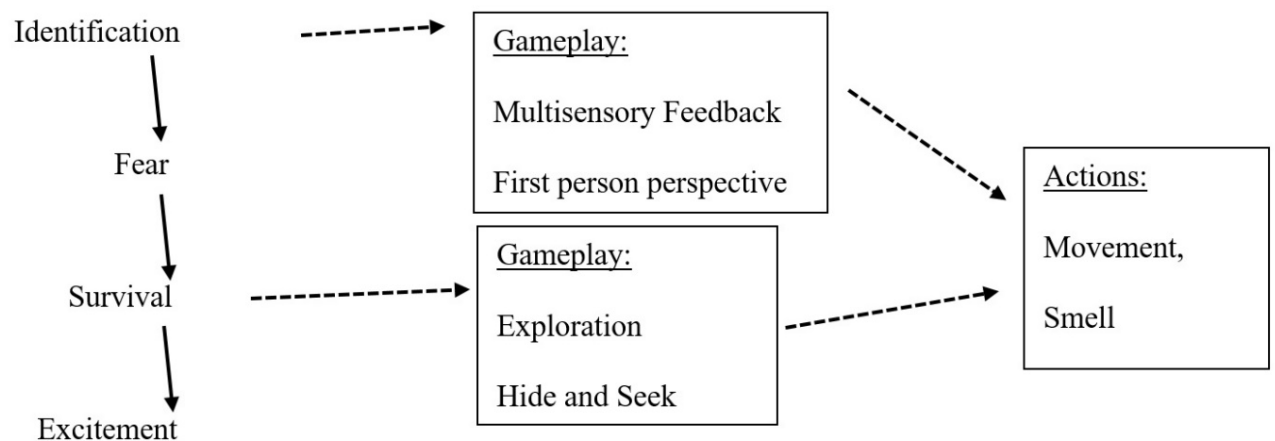 Identification
Fear
Survival
Excitement
Gameplay:
Multisensory Feedback
First person perspective
Gameplay:
Exploration
Hide and Seek
Actions:
Movement,
Smell